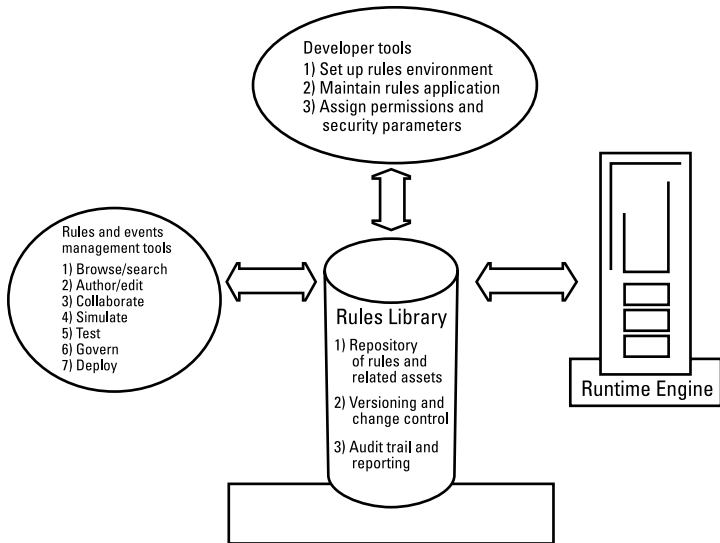 Developer tools
1) Set up rules environment
2) Maintain rules application
3) Assign permissions and
security parameters
Rules and events
management tools
1) Browse/search
2) Author/edit
3) Collaborate
4) Simulate
5) Test
6) Govern
7) Deploy
Rules Library
1) Repository
of rules and
related assets
2) Versioning and
change control
3) Audit trail and
reporting
Runtime Engine